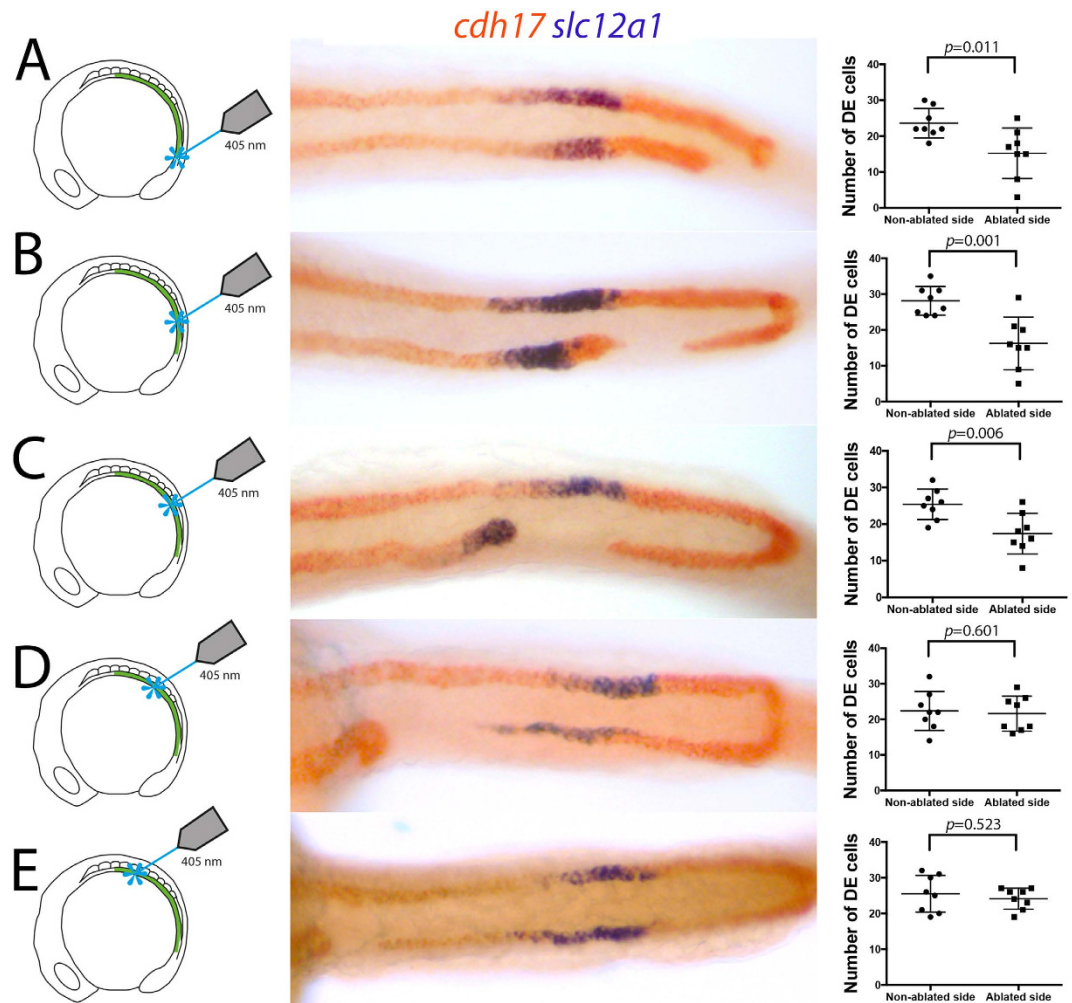 cdh17 slc12a1
A
405 nm
Number of DE cells
40
30
20
10
0
p=0.011
Non-ablated side Ablated side
B
405 nm
Number of DE cells
40
30
20
10
0
p=0.001
Non-ablated side Ablated side
C
405 nm
Number of DE cells
40
30
20
10
0
p=0.006
Non-ablated side Ablated side
D
405 nm
Number of DE cells
40
30
20
10
0
p=0.601
Non-ablated side Ablated side
E
405 nm
Number of DE cells
40
30
20
10
0
p=0.523
Non-ablated side Ablated side